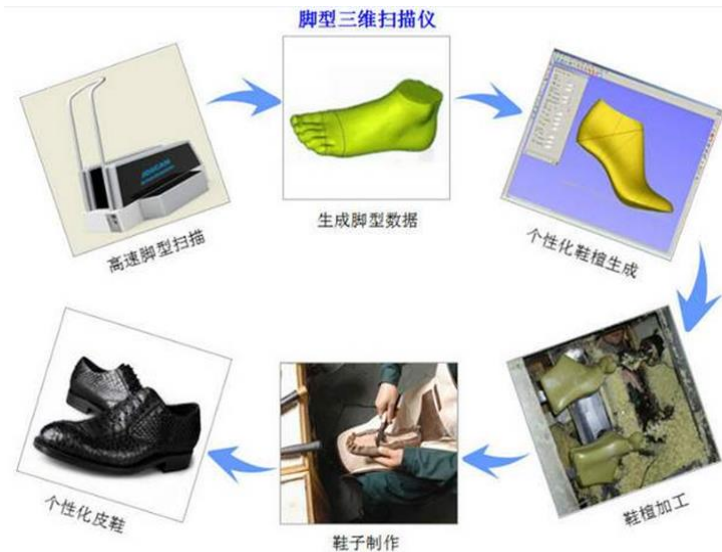 脚型三维扫描仪
高速脚型扫描
生成脚型数据
个性化鞋楦生成
鞋楦加工
鞋子制作
个性化皮鞋